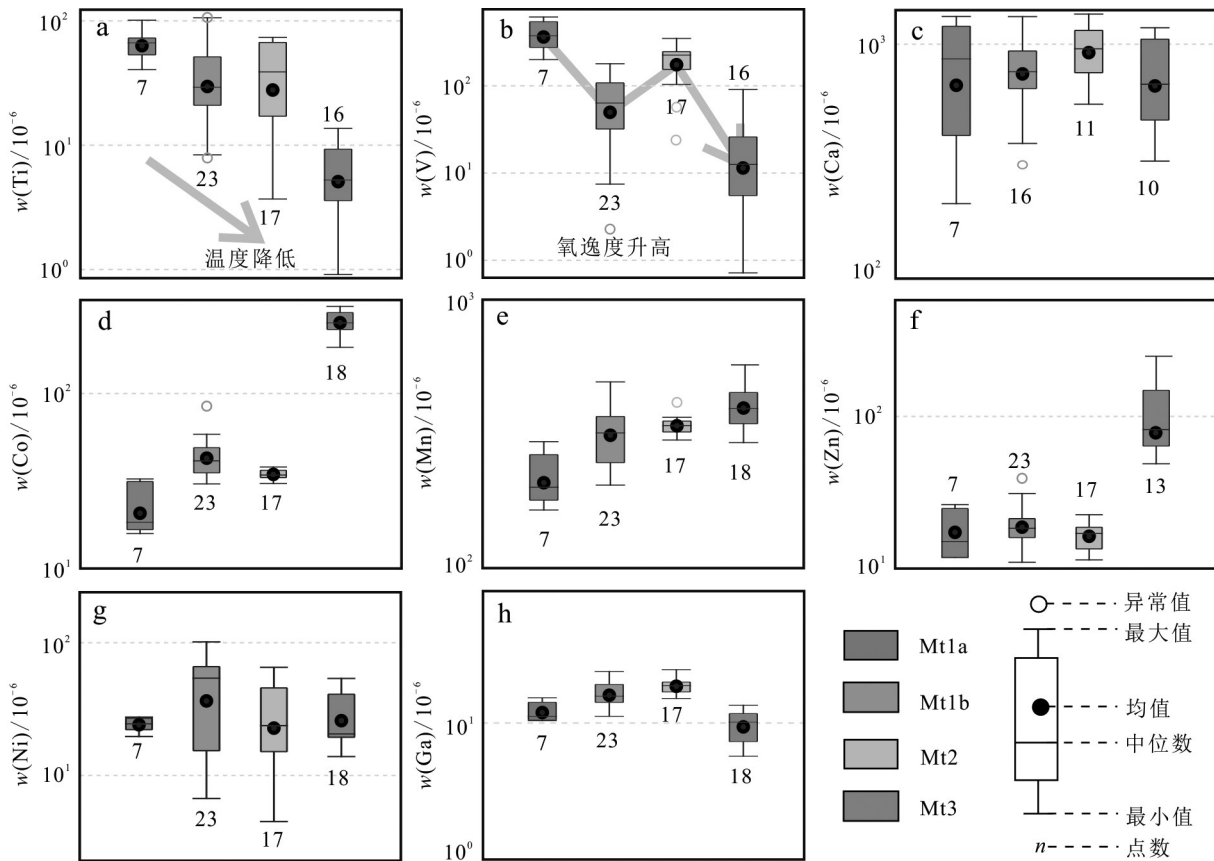 a
w(Ti)/10⁻⁶
10²
10¹
10⁰
7
23
17
16
温度降低
b
w(V)/10⁻⁶
10²
10¹
10⁰
7
23
17
16
氧逸度升高
c
w(Ca)/10⁻⁶
10³
10²
7
16
11
10
d
w(Co)/10⁻⁶
10²
10¹
7
23
17
18
e
w(Mn)/10⁻⁶
10³
10²
7
23
17
18
f
w(Zn)/10⁻⁶
10²
10¹
7
23
17
13
g
w(Ni)/10⁻⁶
10²
10¹
7
23
17
18
h
w(Ga)/10⁻⁶
10¹
10⁰
7
23
17
18
Mt1a
Mt1b
Mt2
Mt3
异常值
最大值
均值
中位数
最小值
n 点数